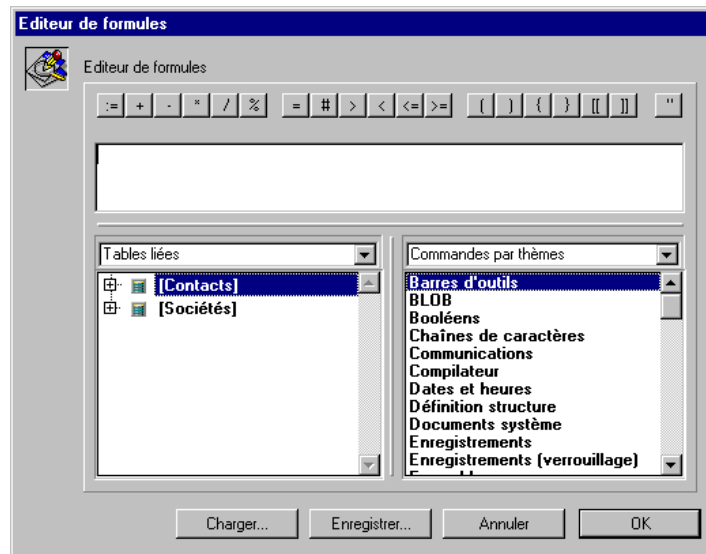 Editeur de formules
Editeur de formules
:= + - * / % = # > < <= >= ( ) { } [[ ]] "
Tables liées
Commandes par thèmes
[Contacts]
[Sociétés]
Barres d'outils
BLOB
Booléens
Chaînes de caractères
Communications
Compilateur
Dates et heures
Définition structure
Documents système
Enregistrements
Enregistrements (verrouillage)
Charger...
Enregistrer...
Annuler
OK